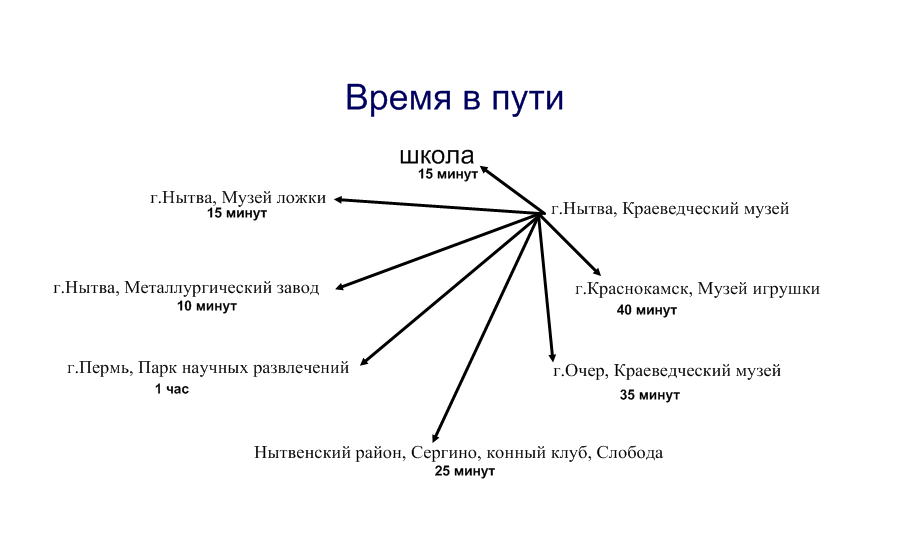 Время в пути
школа
15 минут
г.Нытва, Музей ложки
15 минут
г.Нытва, Краеведческий музей
г.Нытва, Металлургический завод
10 минут
г.Краснокамск, Музей игрушки
40 минут
г.Пермь, Парк научных развлечений
1 час
г.Очер, Краеведческий музей
35 минут
Нытвенский район, Сергино, конный клуб, Слобода
25 минут